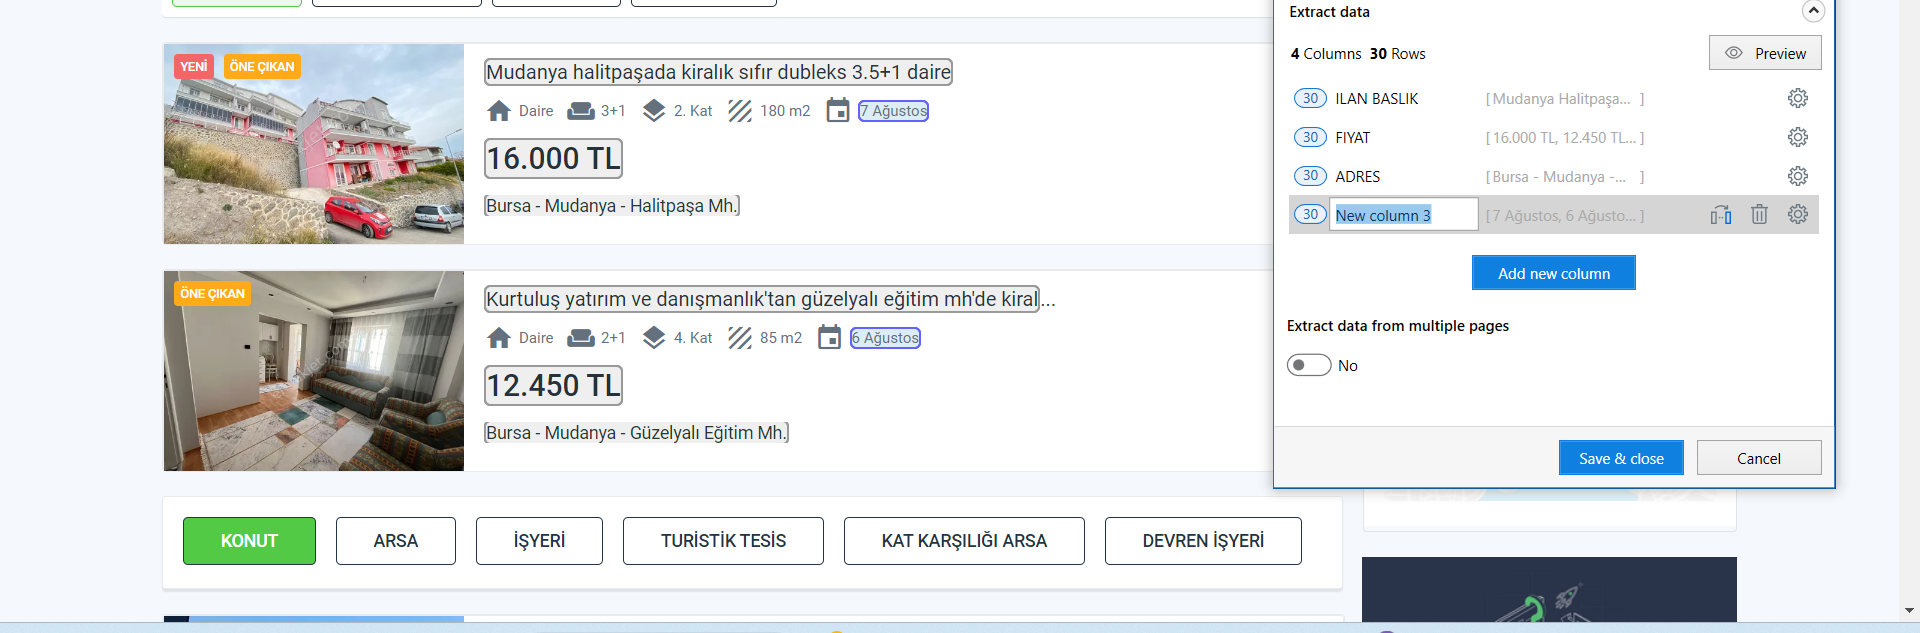 YENİ
ÖNE ÇIKAN
Mudanya halitpaşada kiralık sıfır dubleks 3.5+1 daire
Daire 3+1 2. Kat 180 m2 7 Ağustos
16.000 TL
Bursa - Mudanya - Halitpaşa Mh.
ÖNE ÇIKAN
Kurtuluş yatırım ve danışmanlık'tan güzelyalı eğitim mh'de kiral...
Daire 2+1 4. Kat 85 m2 6 Ağustos
12.450 TL
Bursa - Mudanya - Güzelyalı Eğitim Mh.
KONUT ARSA İŞYERİ TURİSTİK TESİS KAT KARŞILIĞI ARSA DEVREN İŞYERİ
Extract data
4 Columns 30 Rows
Preview
30 ILAN BASLIK [Mudanya Halitpaşa... ]
30 FIYAT [16.000 TL, 12.450 TL... ]
30 ADRES [Bursa - Mudanya -... ]
30 New column 3 [7 Ağustos, 6 Ağusto... ]
Add new column
Extract data from multiple pages
No
Save & close Cancel